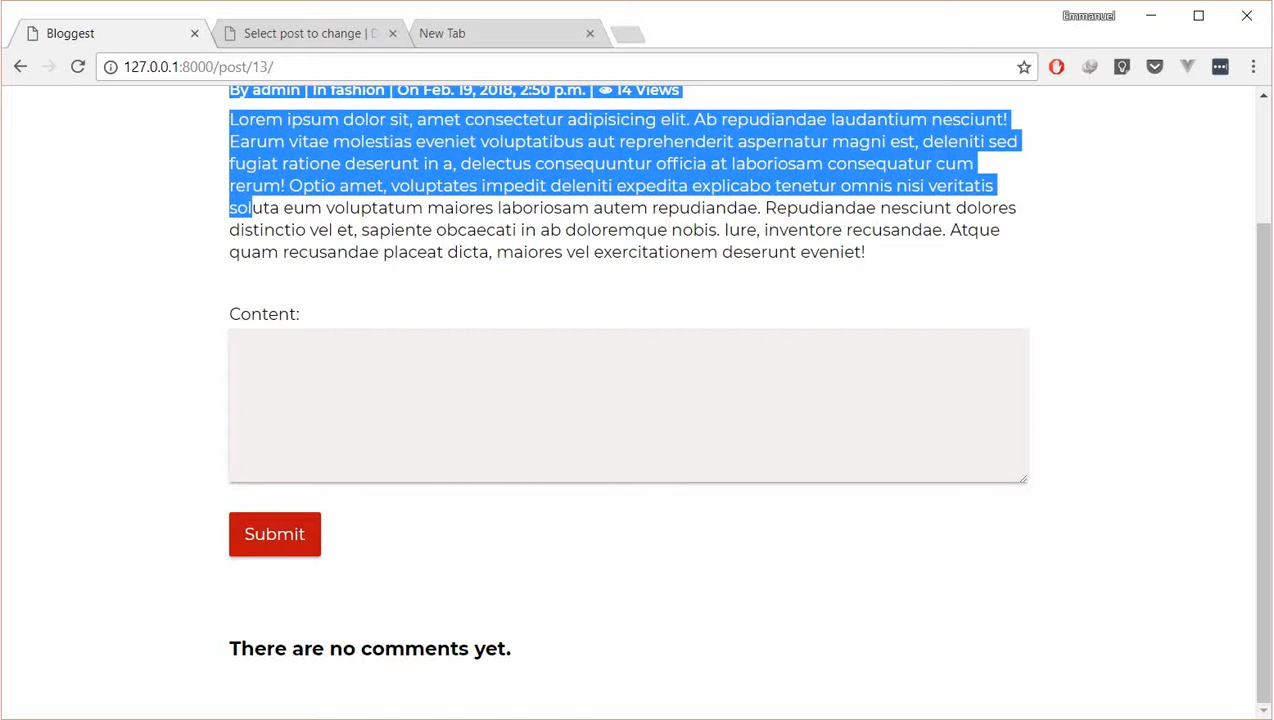 Emmanuel
Bloggest
Select post to change | D
New Tab
127.0.0.1:8000/post/13/
By admin | In fashion | On Feb. 19, 2018, 2:50 p.m. | 14 Views
Lorem ipsum dolor sit, amet consectetur adipisicing elit. Ab repudiandae laudantium nesciunt!
Earum vitae molestias eveniet voluptatibus aut reprehenderit aspernatur magni est, deleniti sed
fugiat ratione deserunt in a, delectus consequuntur officia at laboriosam consequatur cum
rerum! Optio amet, voluptates impedit deleniti expedita explicabo tenetur omnis nisi veritatis
soluta eum voluptatum maiores laboriosam autem repudiandae. Repudiandae nesciunt dolores
distinctio vel et, sapiente obcaecati in ab doloremque nobis. Iure, inventore recusandae. Atque
quam recusandae placeat dicta, maiores vel exercitationem deserunt eveniet!
Content:
Submit
There are no comments yet.